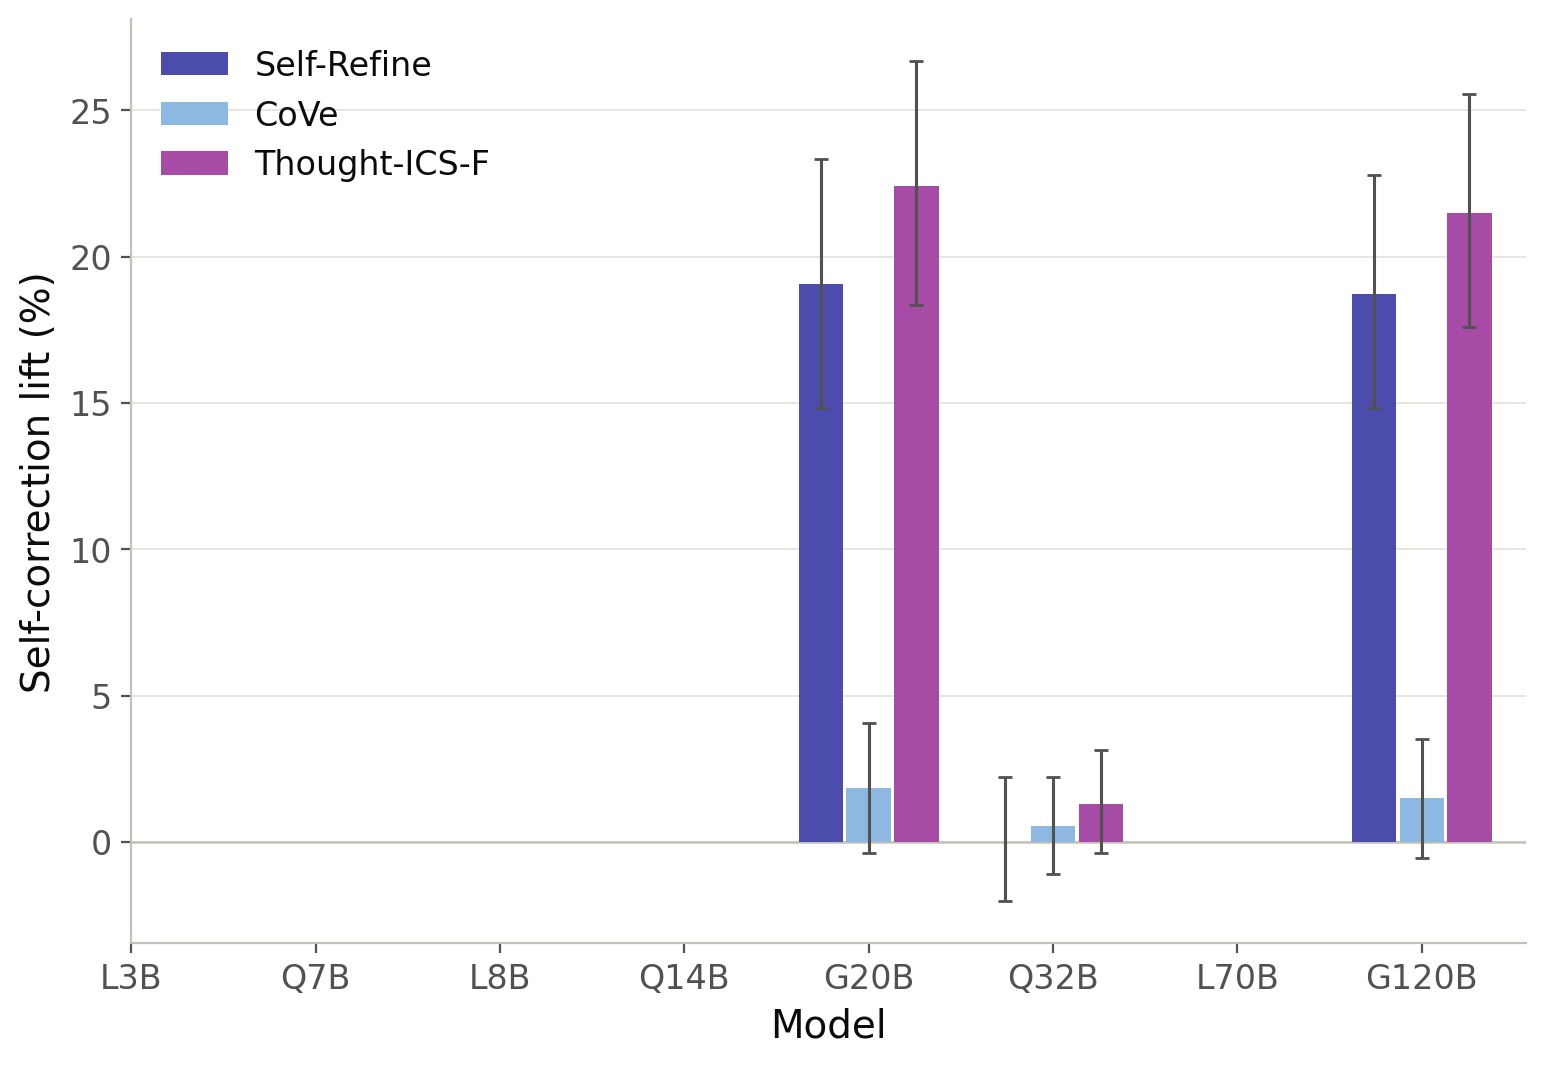 Self-Refine
CoVe
Thought-ICS-F
25
20
15
10
5
0
Self-correction lift (%)
L3B Q7B L8B Q14B G20B Q32B L70B G120B
Model